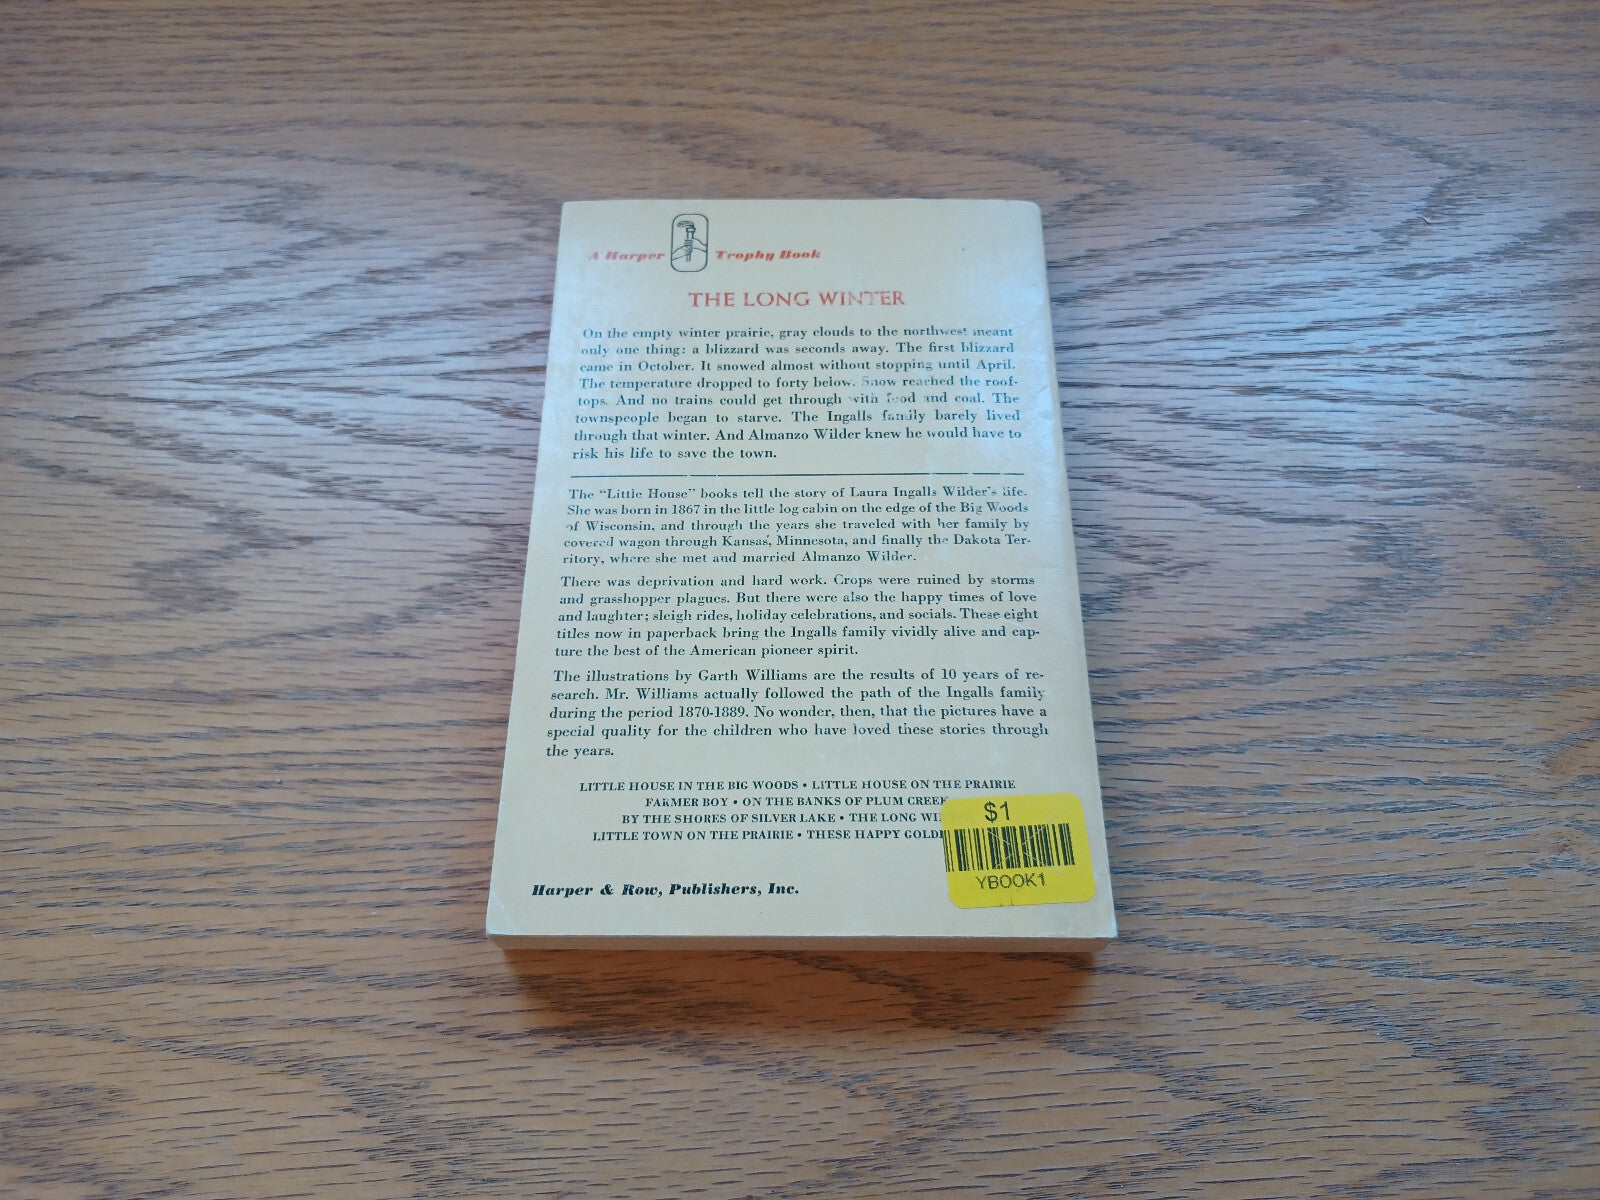 A Harper Trophy Book
THE LONG WINTER
On the empty winter prairie, gray clouds to the northwest meant
only one thing: a blizzard was seconds away. The first blizzard
came in October. It snowed almost without stopping until April.
The temperature dropped to forty below. Snow reached the roof-
tops. And no trains could get through with food and coal. The
townspeople began to starve. The Ingalls family barely lived
through that winter. And Almanzo Wilder knew he would have to
risk his life to save the town.
The "Little House" books tell the story of Laura Ingalls Wilder's life.
She was born in 1867 in the little log cabin on the edge of the Big Woods
of Wisconsin, and through the years she traveled with her family by
covered wagon through Kansas, Minnesota, and finally the Dakota Ter-
ritory, where she met and married Almanzo Wilder.
There was deprivation and hard work. Crops were ruined by storms
and grasshopper plagues. But there were also the happy times of love
and laughter; sleigh rides, holiday celebrations, and socials. These eight
titles now in paperback bring the Ingalls family vividly alive and cap-
ture the best of the American pioneer spirit.
The illustrations by Garth Williams are the results of 10 years of re-
search. Mr. Williams actually followed the path of the Ingalls family
during the period 1870-1889. No wonder, then, that the pictures have a
special quality for the children who have loved these stories through
the years.
LITTLE HOUSE IN THE BIG WOODS • LITTLE HOUSE ON THE PRAIRIE
FARMER BOY • ON THE BANKS OF PLUM CREEK
BY THE SHORES OF SILVER LAKE • THE LONG WI
LITTLE TOWN ON THE PRAIRIE • THESE HAPPY GOLD
$1
YBOOK1
Harper & Row, Publishers, Inc.